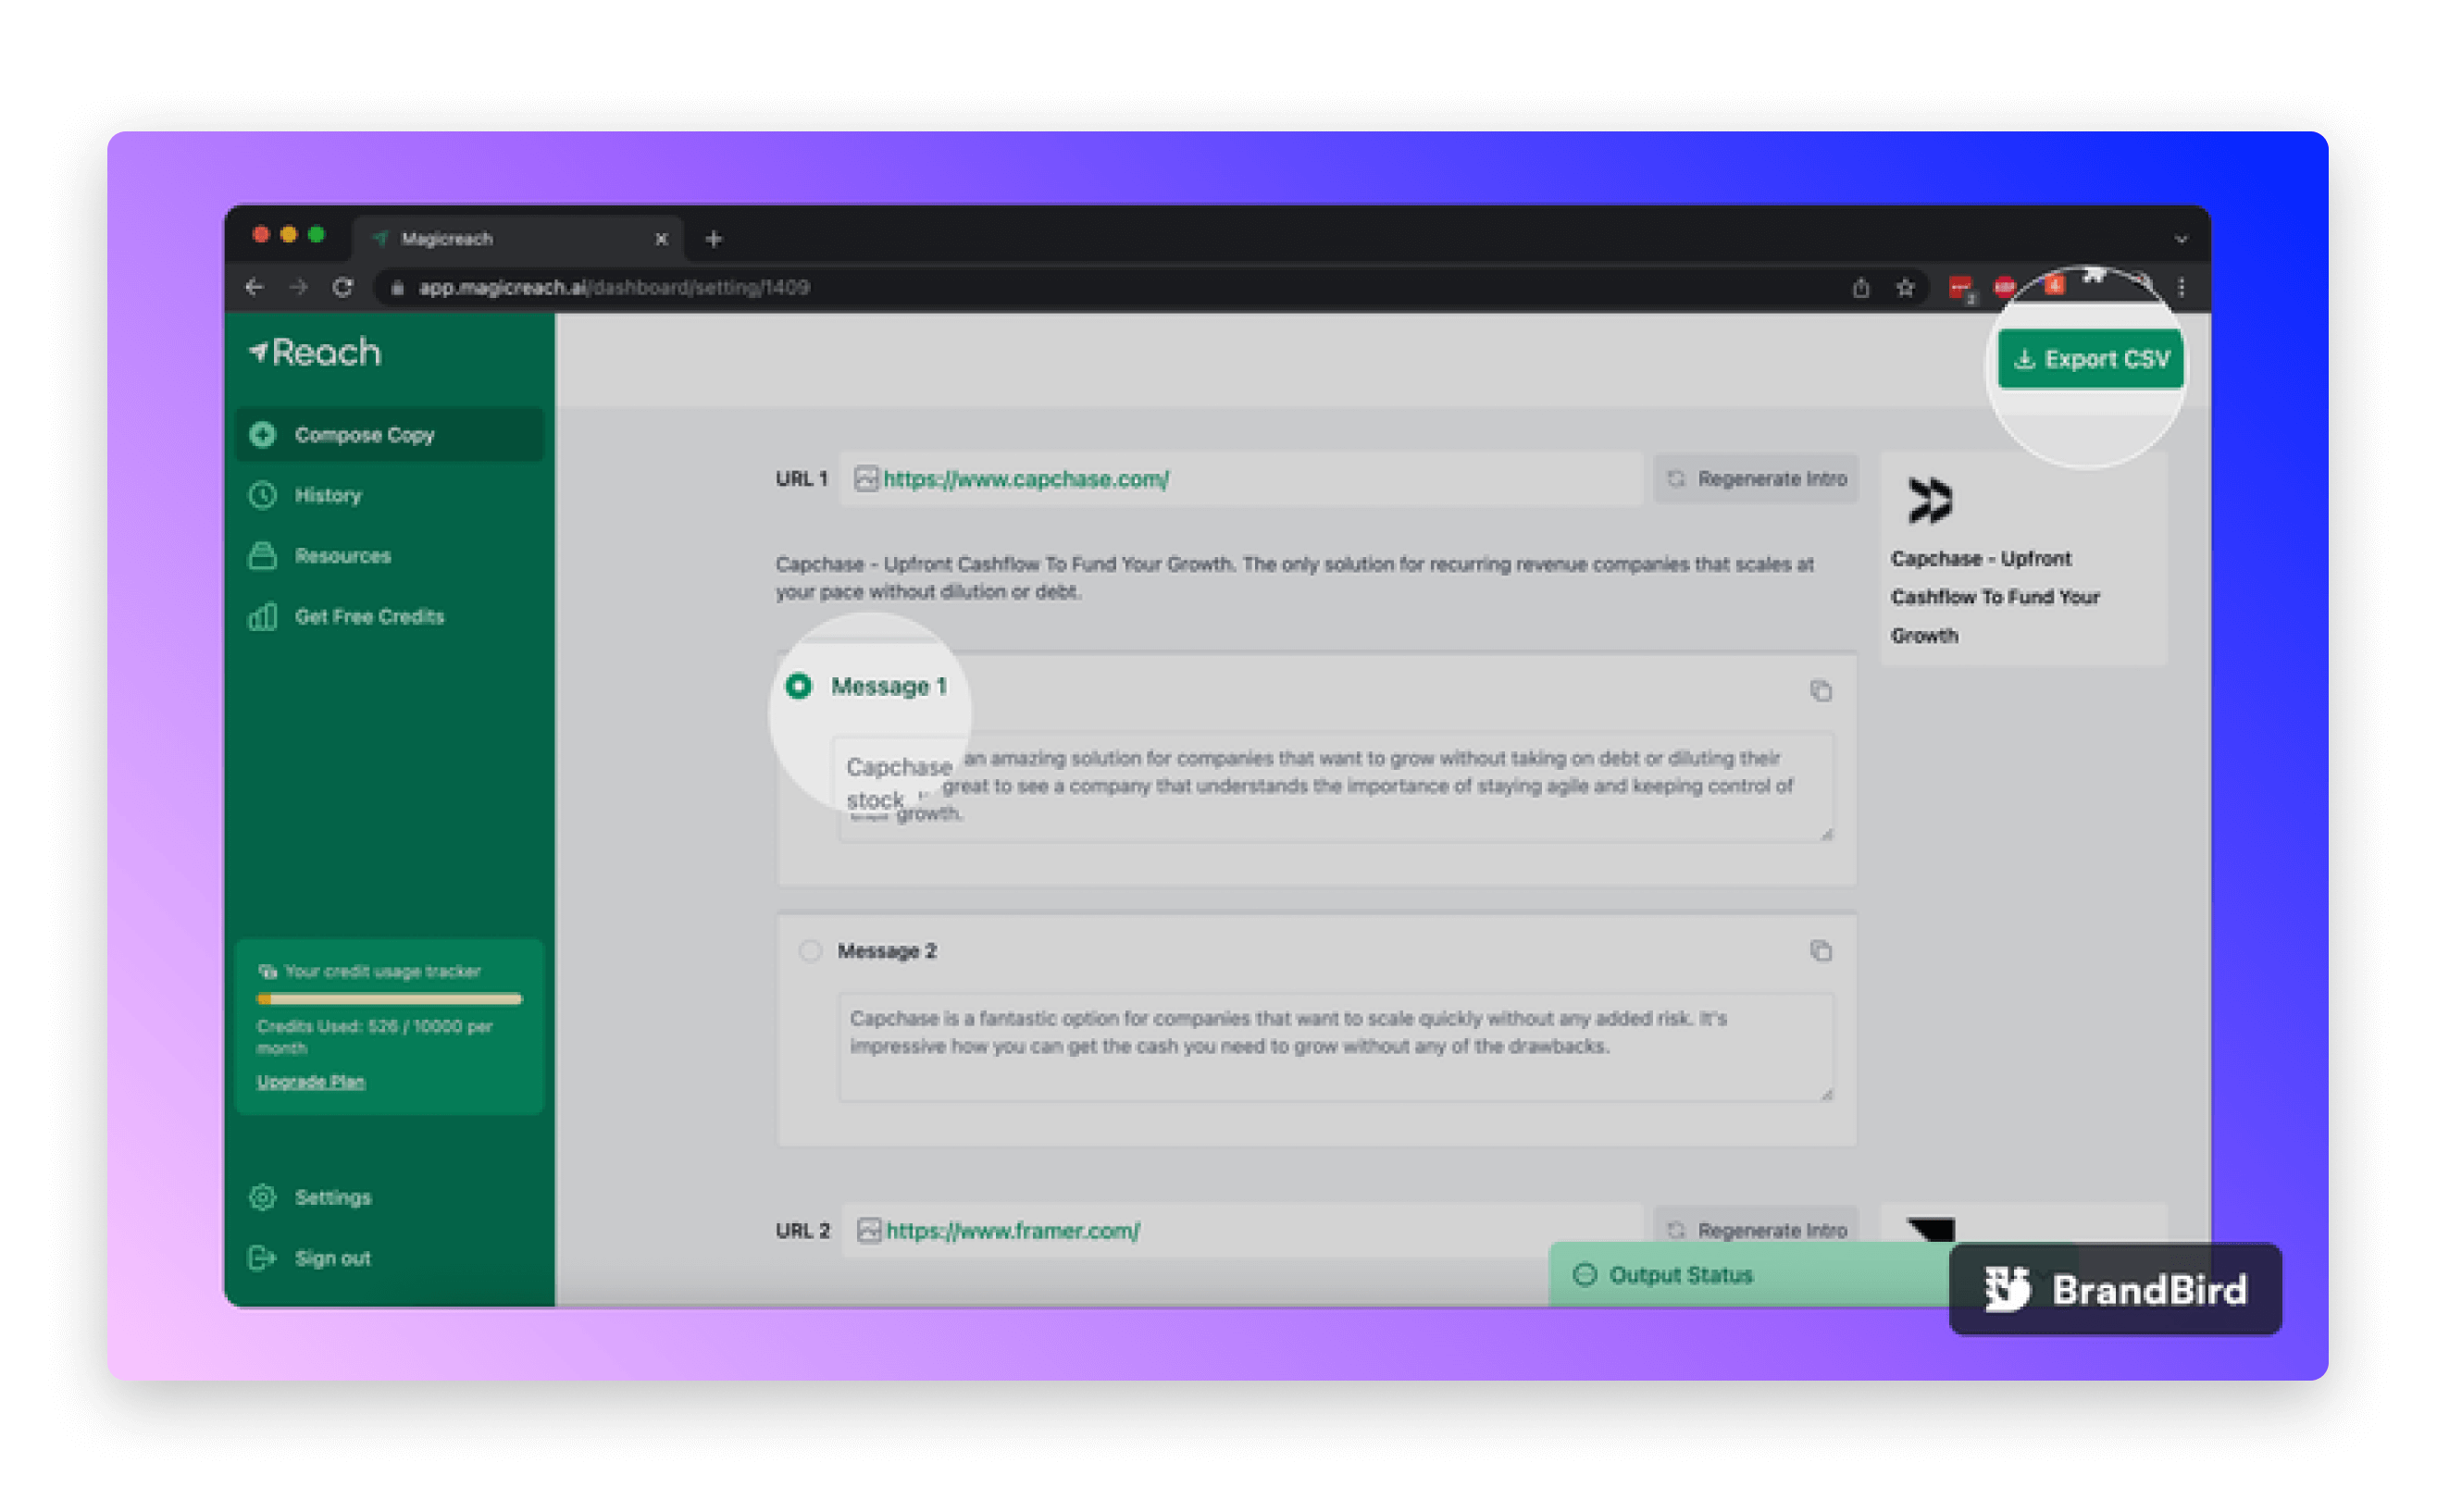 Magicreach
app.magicreach.ai/dashboard/setting/1409
Reach
Export CSV
Compose Copy
History
Resources
Get Free Credits
URL 1
https://www.capchase.com/
Regenerate Intro
Capchase - Upfront
Cashflow To Fund Your
Growth
Capchase - Upfront Cashflow To Fund Your Growth. The only solution for recurring revenue companies that scales at
your pace without dilution or debt.
Message 1
Capchase an amazing solution for companies that want to grow without taking on debt or diluting their
stock great to see a company that understands the importance of staying agile and keeping control of
growth.
Message 2
Capchase is a fantastic option for companies that want to scale quickly without any added risk. It's
impressive how you can get the cash you need to grow without any of the drawbacks.
Your credit usage tracker
Credits Used: 526 / 10000 per
month
Upgrade Plan
Settings
Sign out
URL 2
https://www.framer.com/
Regenerate Intro
Output Status
BrandBird